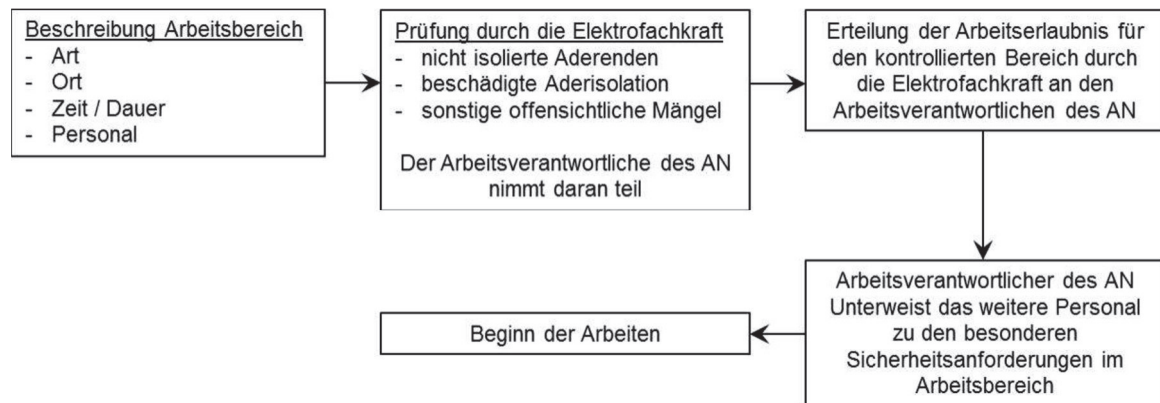 Beschreibung Arbeitsbereich
- Art
- Ort
- Zeit / Dauer
- Personal
Prüfung durch die Elektrofachkraft
- nicht isolierte Aderenden
- beschädigte Aderisolation
- sonstige offensichtliche Mängel
Der Arbeitsverantwortliche des AN
nimmt daran teil
Erteilung der Arbeitserlaubnis für
den kontrollierten Bereich durch
die Elektrofachkraft an den
Arbeitsverantwortlichen des AN
Arbeitsverantwortlicher des AN
Unterweist das weitere Personal
zu den besonderen
Sicherheitsanforderungen im
Arbeitsbereich
Beginn der Arbeiten